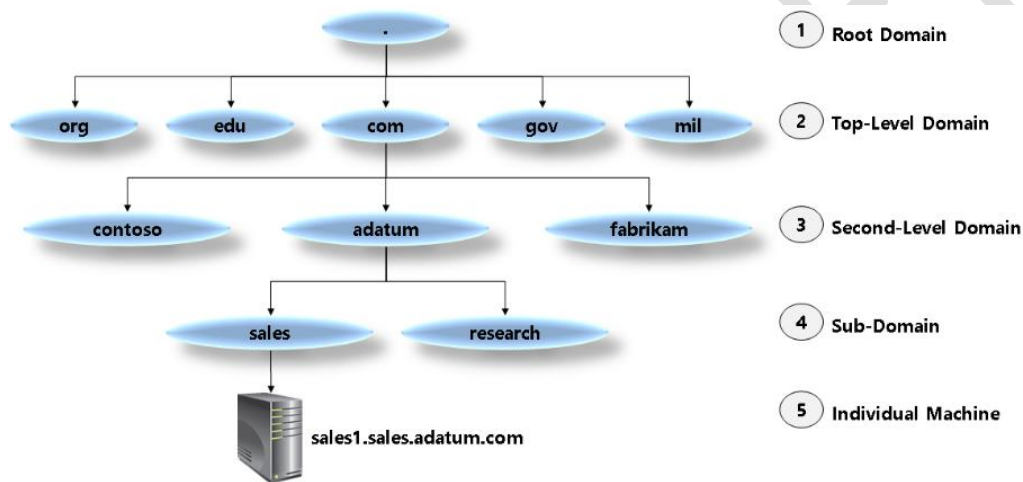 .
1 Root Domain
org edu com gov mil
2 Top-Level Domain
contoso adatum fabrikam
3 Second-Level Domain
sales research
4 Sub-Domain
sales1.sales.adatum.com
5 Individual Machine